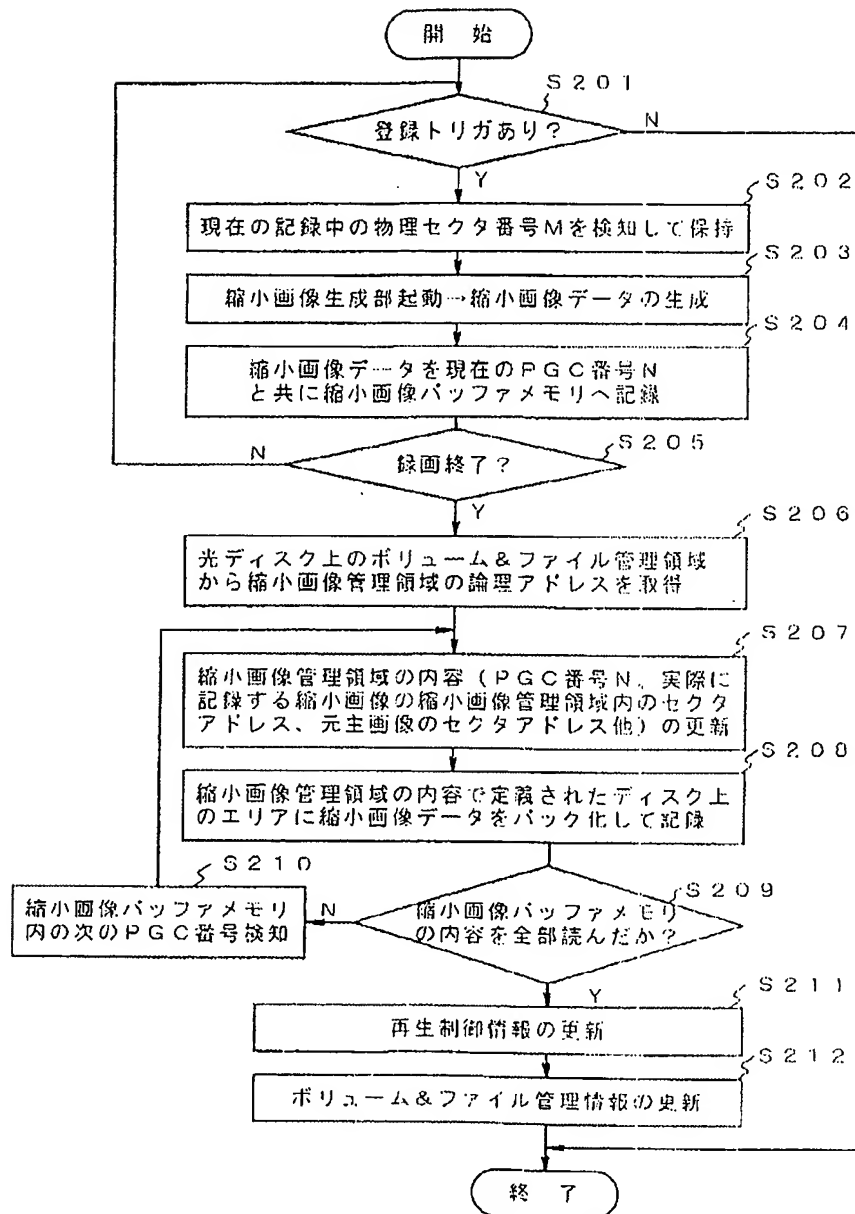 開 始
S201
登録トリガあり?
N
Y
S202
現在の記録中の物理セクタ番号Mを検知して保持
S203
縮小画像生成部起動→縮小画像データの生成
S204
縮小画像データを現在のPGC番号N
と共に縮小画像バッファメモリへ記録
S205
N
録画終了?
Y
S206
光ディスク上のボリューム&ファイル管理領域
から縮小画像管理領域の論理アドレスを取得
S207
縮小画像管理領域の内容(PGC番号N、実際に
記録する縮小画像の縮小画像管理領域内のセクタ
アドレス、元主画像のセクタアドレス他)の更新
S208
縮小画像管理領域の内容で定義されたディスク上
のエリアに縮小画像データをパック化して記録
S210
S209
縮小画像バッファメモリ
内の次のPGC番号検知
N
縮小画像バッファメモリ
の内容を全部読んだか?
Y
S211
再生制御情報の更新
S212
ボリューム&ファイル管理情報の更新
終 了